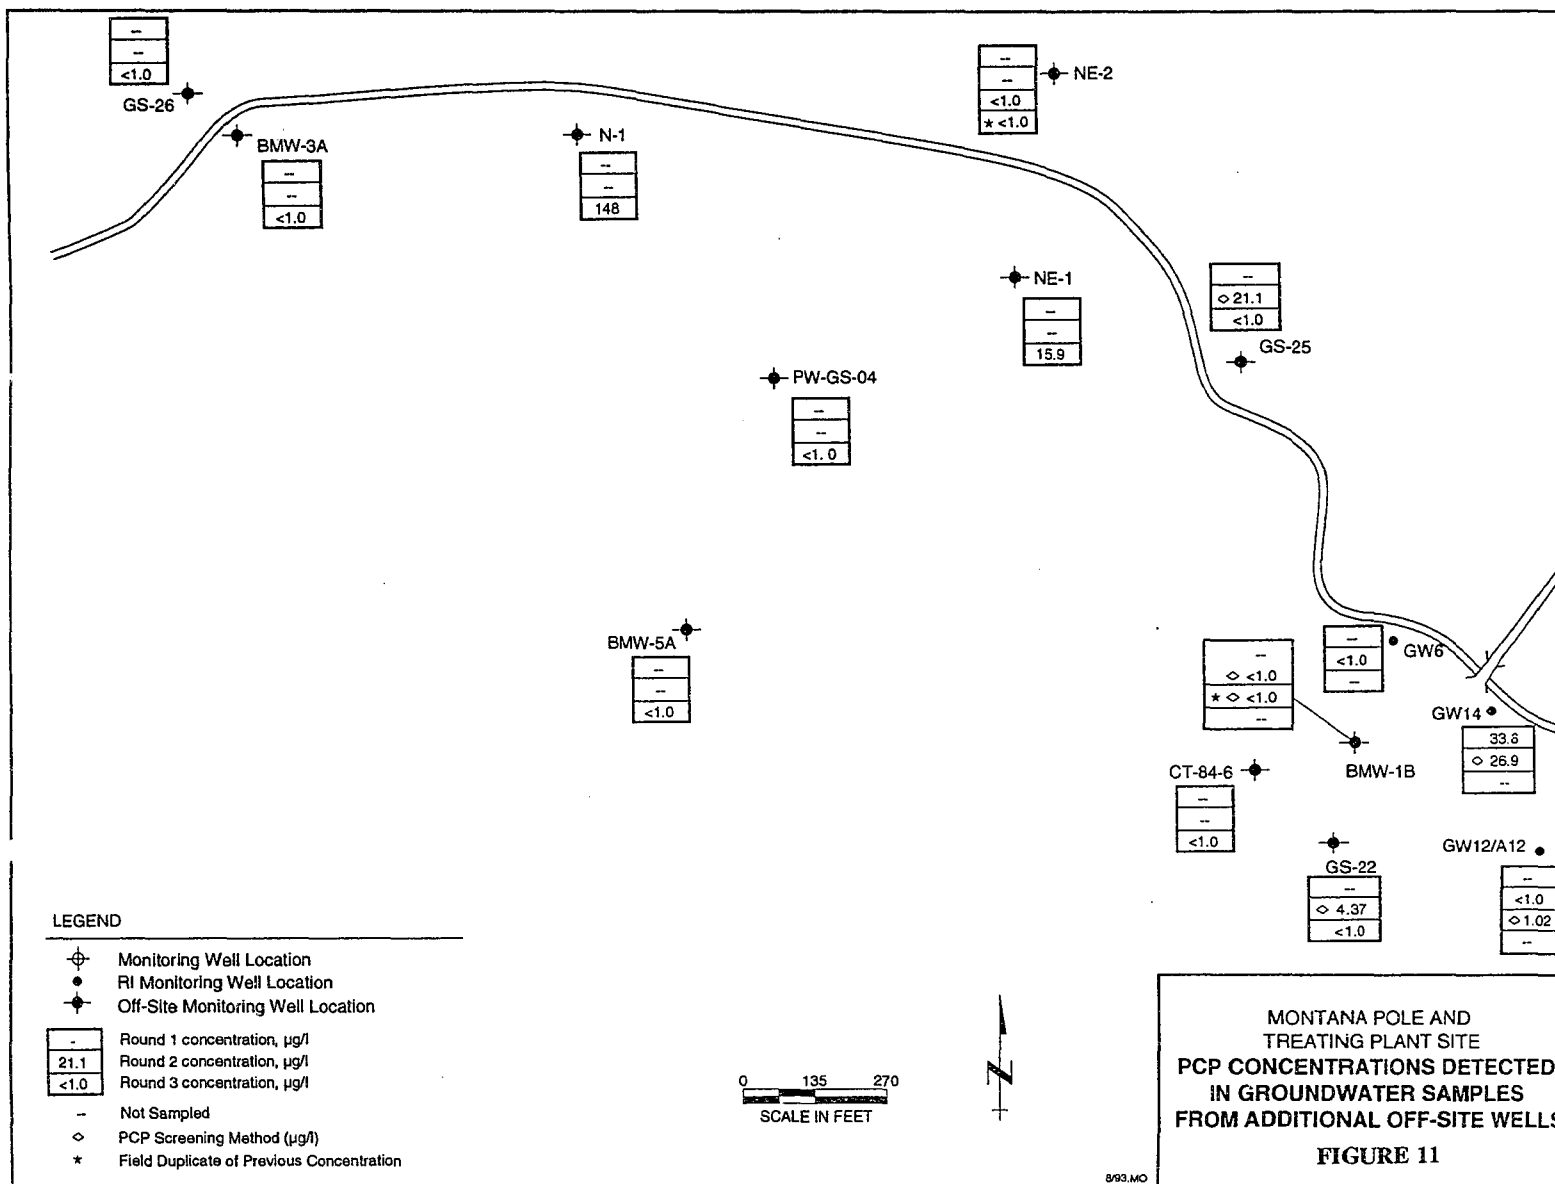 --
--
<1.0
GS-26
BMW-3A
--
--
<1.0
N-1
--
--
148
--
--
<1.0
* <1.0
NE-2
NE-1
--
--
15.9
--
◇ 21.1
<1.0
GS-25
PW-GS-04
--
--
<1. 0
BMW-5A
--
--
<1.0
--
◇ <1.0
* ◇ <1.0
--
BMW-1B
--
<1.0
--
GW6
GW14
33.6
◇ 26.9
--
CT-84-6
--
--
<1.0
GS-22
--
◇ 4.37
<1.0
GW12/A12
--
<1.0
◇ 1.02
--
LEGEND
Monitoring Well Location
RI Monitoring Well Location
Off-Site Monitoring Well Location
- Round 1 concentration, µg/l
21.1 Round 2 concentration, µg/l
<1.0 Round 3 concentration, µg/l
-- Not Sampled
◇ PCP Screening Method (µg/l)
* Field Duplicate of Previous Concentration
0 135 270
SCALE IN FEET
N
8/93.MO
MONTANA POLE AND
TREATING PLANT SITE
PCP CONCENTRATIONS DETECTED
IN GROUNDWATER SAMPLES
FROM ADDITIONAL OFF-SITE WELLS
FIGURE 11